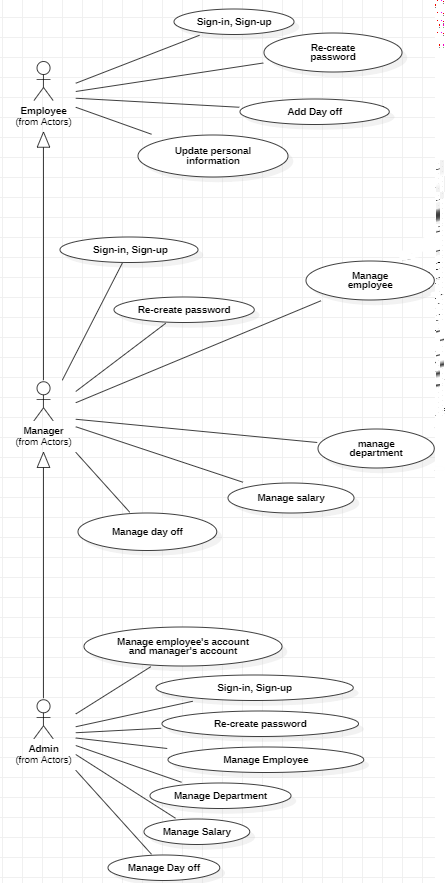 Sign-in, Sign-up
Re-create
password
Employee
(from Actors)
Add Day off
Update personal
information
Sign-in, Sign-up
Manage
employee
Re-create password
Manager
(from Actors)
manage
department
Manage salary
Manage day off
Manage employee's account
and manager's account
Sign-in, Sign-up
Re-create password
Admin
(from Actors)
Manage Employee
Manage Department
Manage Salary
Manage Day off